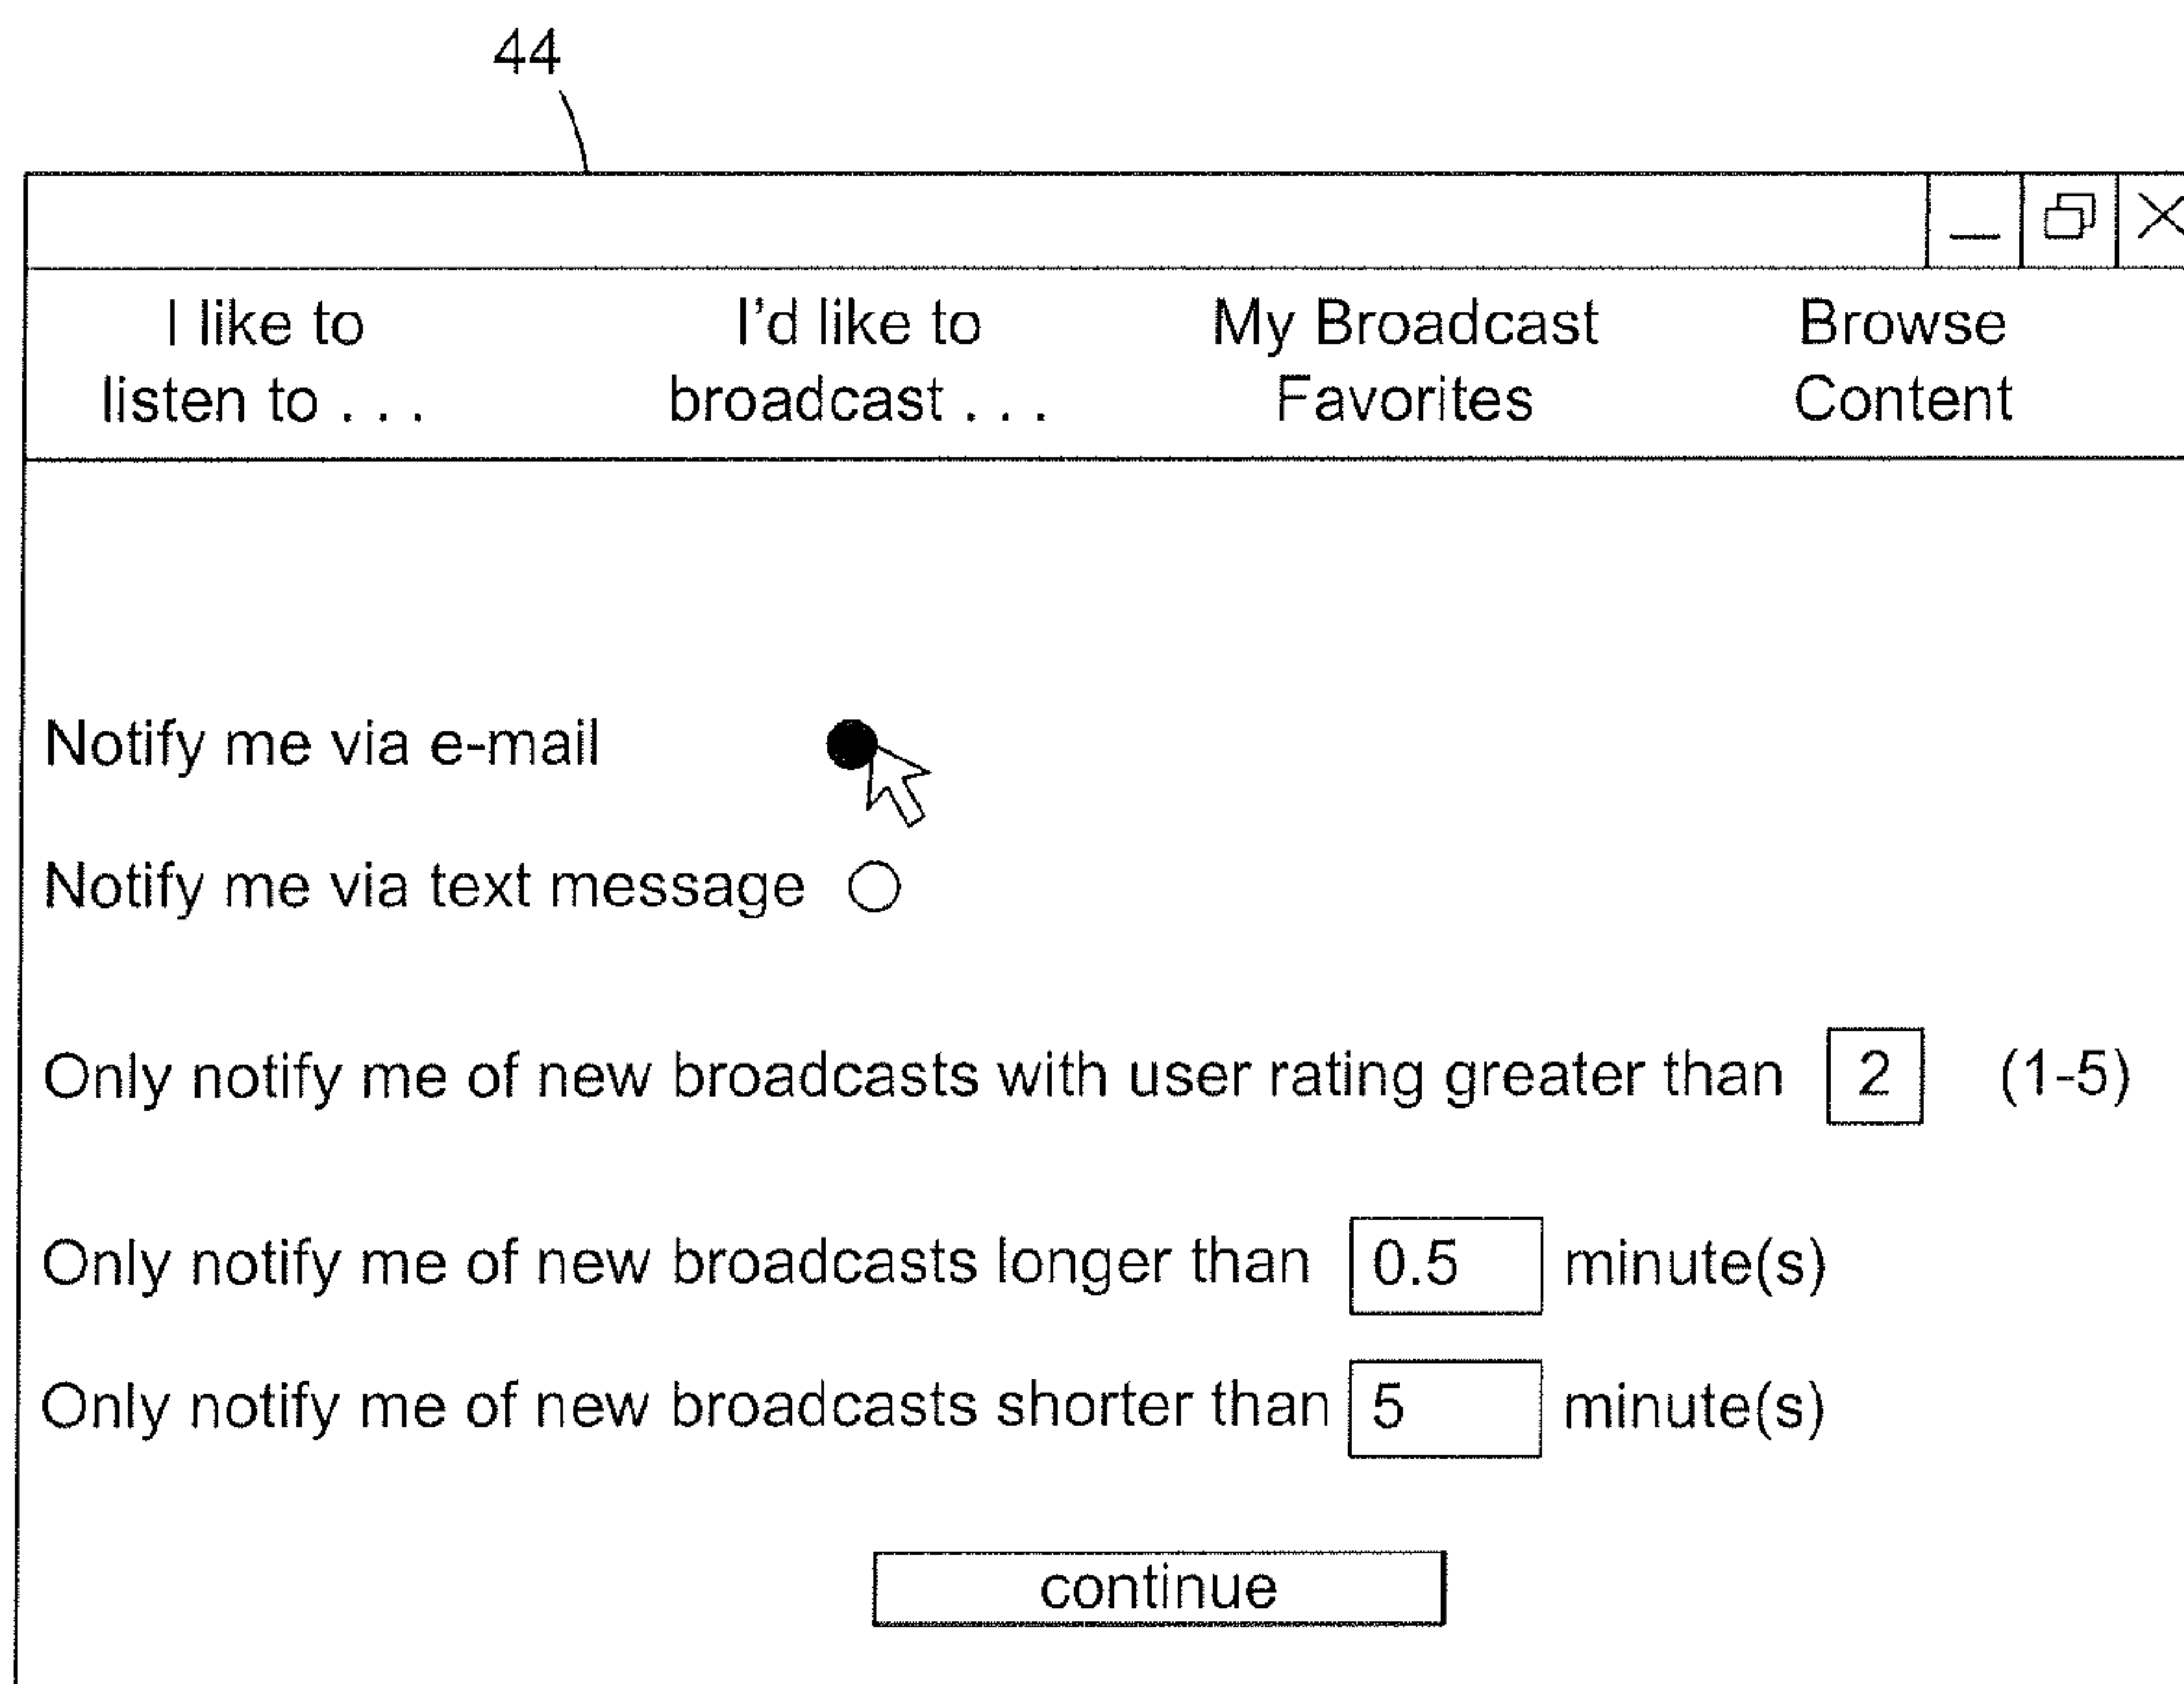 44
I like to I'd like to My Broadcast Browse
listen to . . . broadcast . . . Favorites Content
Notify me via e-mail
Notify me via text message
Only notify me of new broadcasts with user rating greater than 2 (1-5)
Only notify me of new broadcasts longer than 0.5 minute(s)
Only notify me of new broadcasts shorter than 5 minute(s)
continue